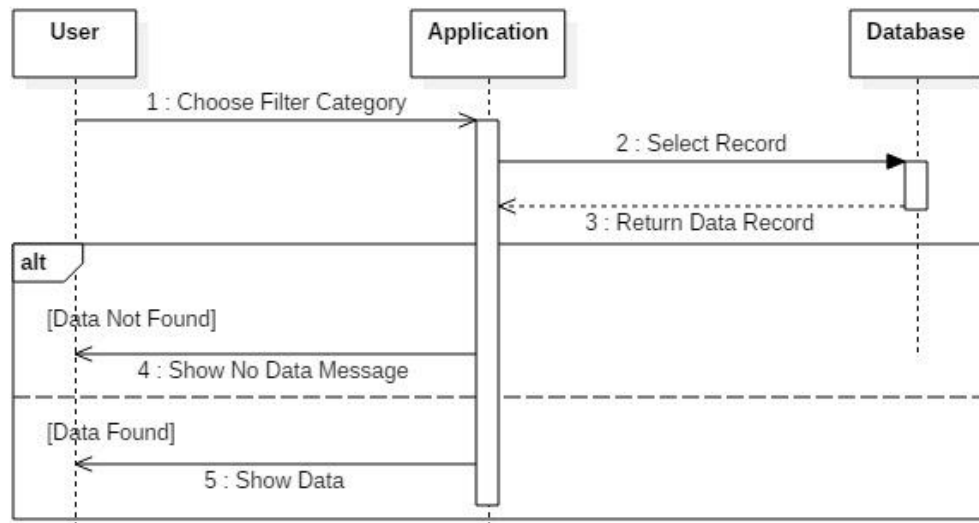 User
Application
Database
1 : Choose Filter Category
2 : Select Record
3 : Return Data Record
alt
[Data Not Found]
4 : Show No Data Message
[Data Found]
5 : Show Data